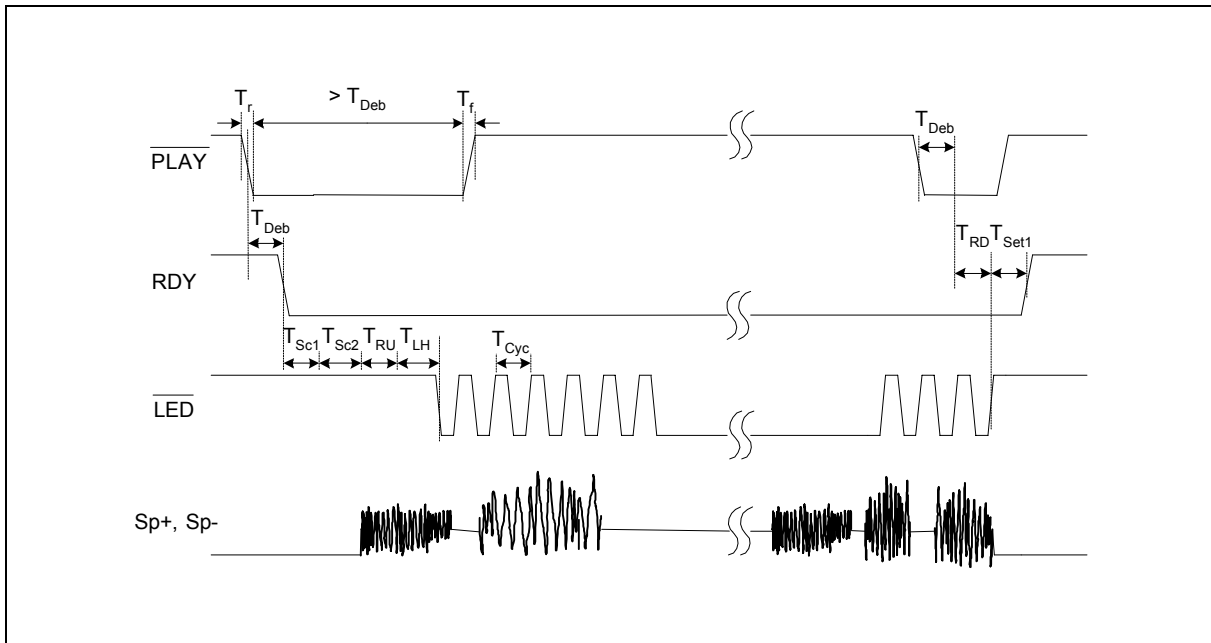 T_r > T_Deb T_f
T_Deb
PLAY
T_Deb
T_RD T_Set1
RDY
T_Sc1 T_Sc2 T_RU T_LH T_Cyc
LED
Sp+, Sp-